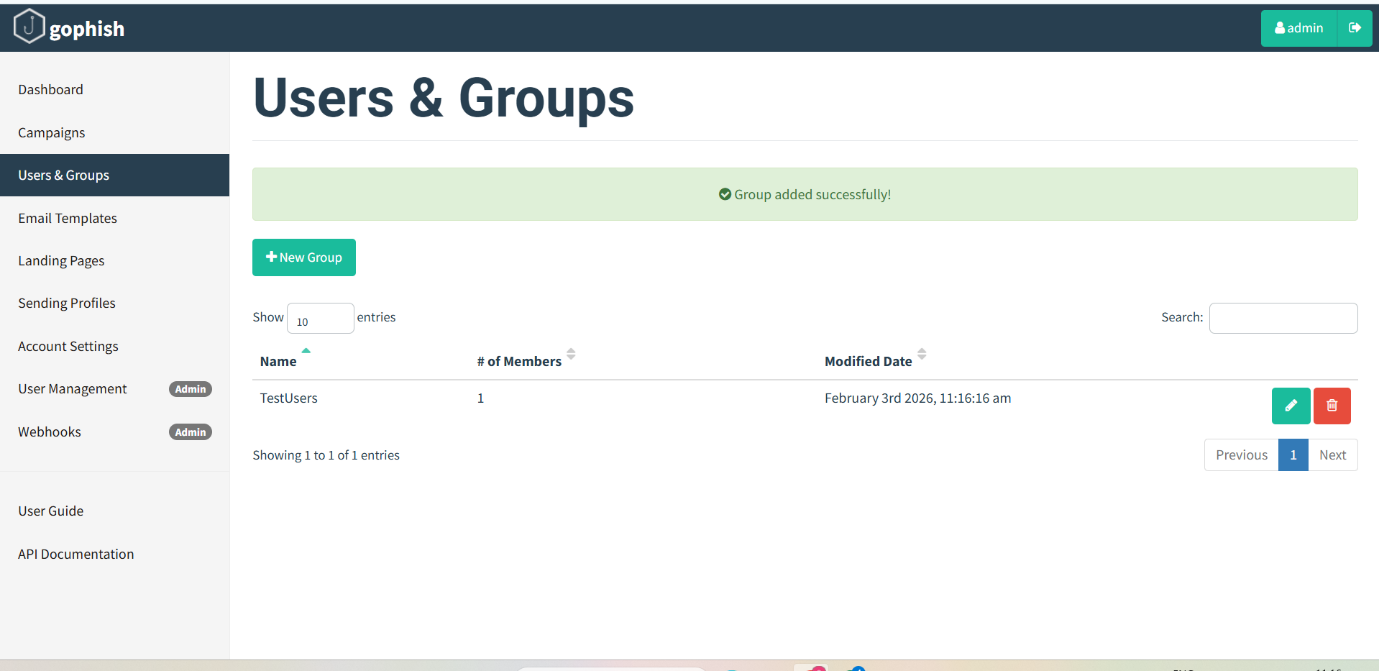 gophish
admin
Dashboard
Campaigns
Users & Groups
Email Templates
Landing Pages
Sending Profiles
Account Settings
User Management Admin
Webhooks Admin
User Guide
API Documentation
Users & Groups
Group added successfully!
New Group
Show 10 entries
Search:
Name # of Members Modified Date
TestUsers 1 February 3rd 2026, 11:16:16 am
Showing 1 to 1 of 1 entries
Previous 1 Next